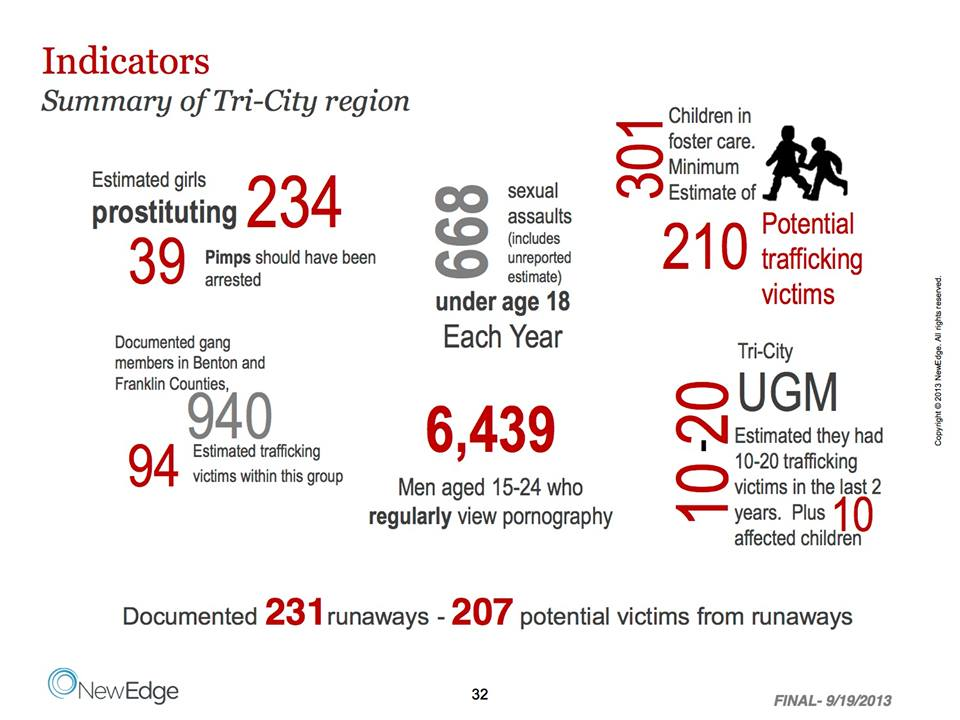 Indicators
Summary of Tri-City region
Estimated girls
prostituting 234
39 Pimps should have been
arrested
668
sexual
assaults
(includes
unreported
estimate)
under age 18
Each Year
301
Children in
foster care.
Minimum
Estimate of
210 Potential
trafficking
victims
Documented gang
members in Benton and
Franklin Counties,
940
94 Estimated trafficking
victims within this group
6,439
Men aged 15-24 who
regularly view pornography
Tri-City
UGM
10-20
Estimated they had
10-20 trafficking
victims in the last 2
years. Plus 10
affected children
Documented 231 runaways - 207 potential victims from runaways
NewEdge
32
FINAL- 9/19/2013
Copyright © 2013 NewEdge. All rights reserved.